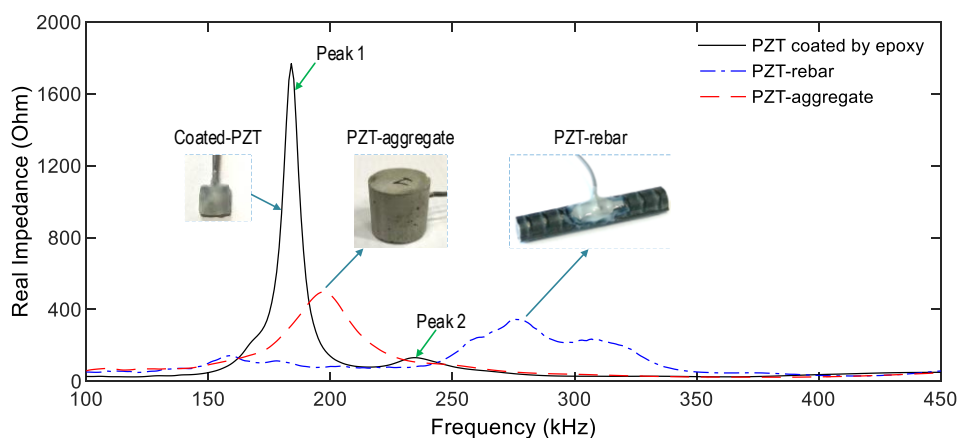 2000
1600
1200
800
400
0
Real Impedance (Ohm)
Peak 1
PZT coated by epoxy
PZT-rebar
PZT-aggregate
Coated-PZT
PZT-aggregate
PZT-rebar
Peak 2
100
150
200
250
300
350
400
450
Frequency (kHz)